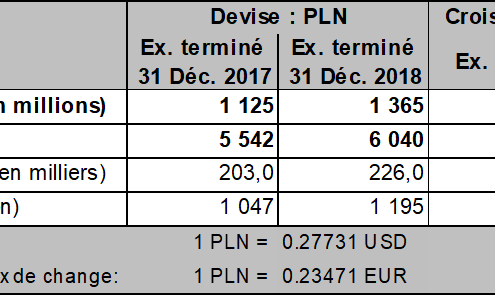 Devise : PLN Crois
Ex. terminé Ex. terminé Ex.
31 Déc. 2017 31 Déc. 2018
n millions) 1 125 1 365
5 542 6 040
en milliers) 203,0 226,0
n) 1 047 1 195
1 PLN = 0.27731 USD
x de change: 1 PLN = 0.23471 EUR